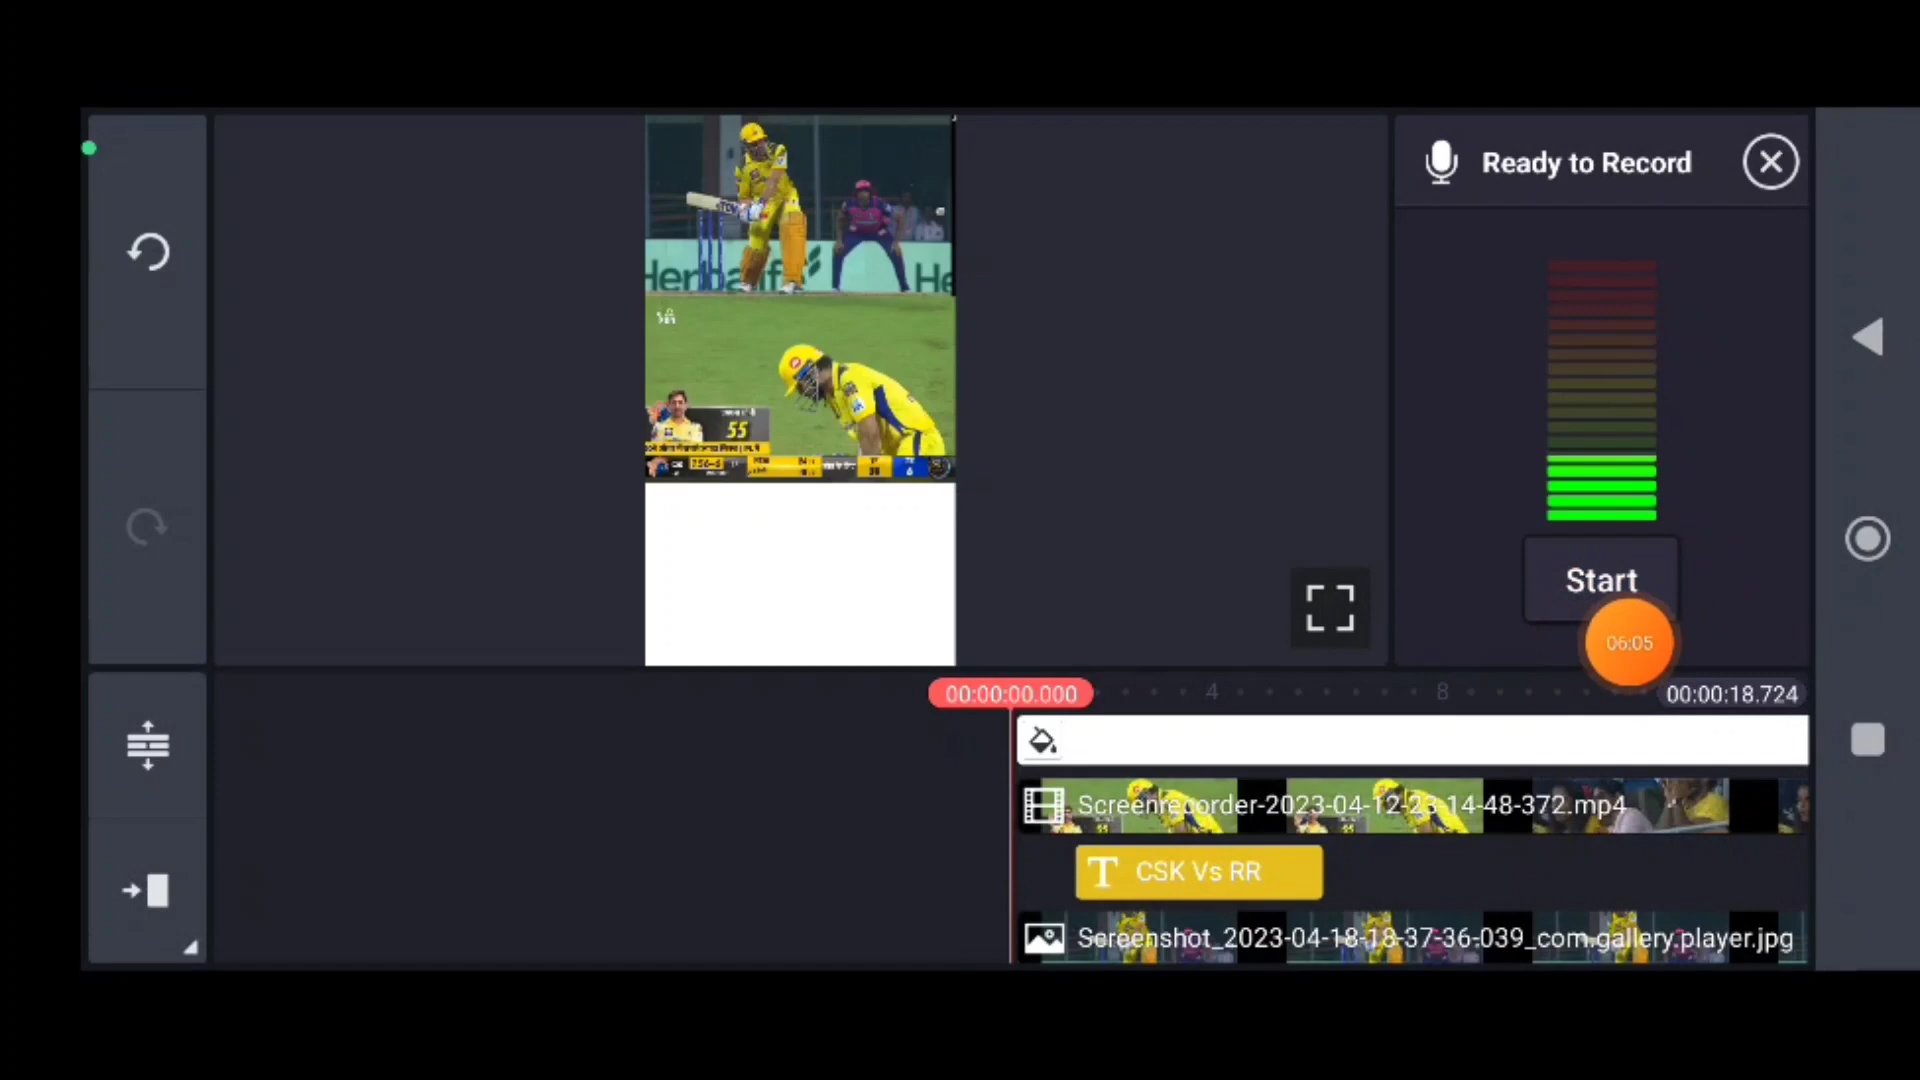 Ready to Record
Herbalife
He
55
Start
06:05
00:00:00.000
4
8
00:00:18.724
Screenrecorder-2023-04-12-23-14-48-372.mp4
T CSK Vs RR
Screenshot_2023-04-18-18-37-36-039_com.gallery.player.jpg